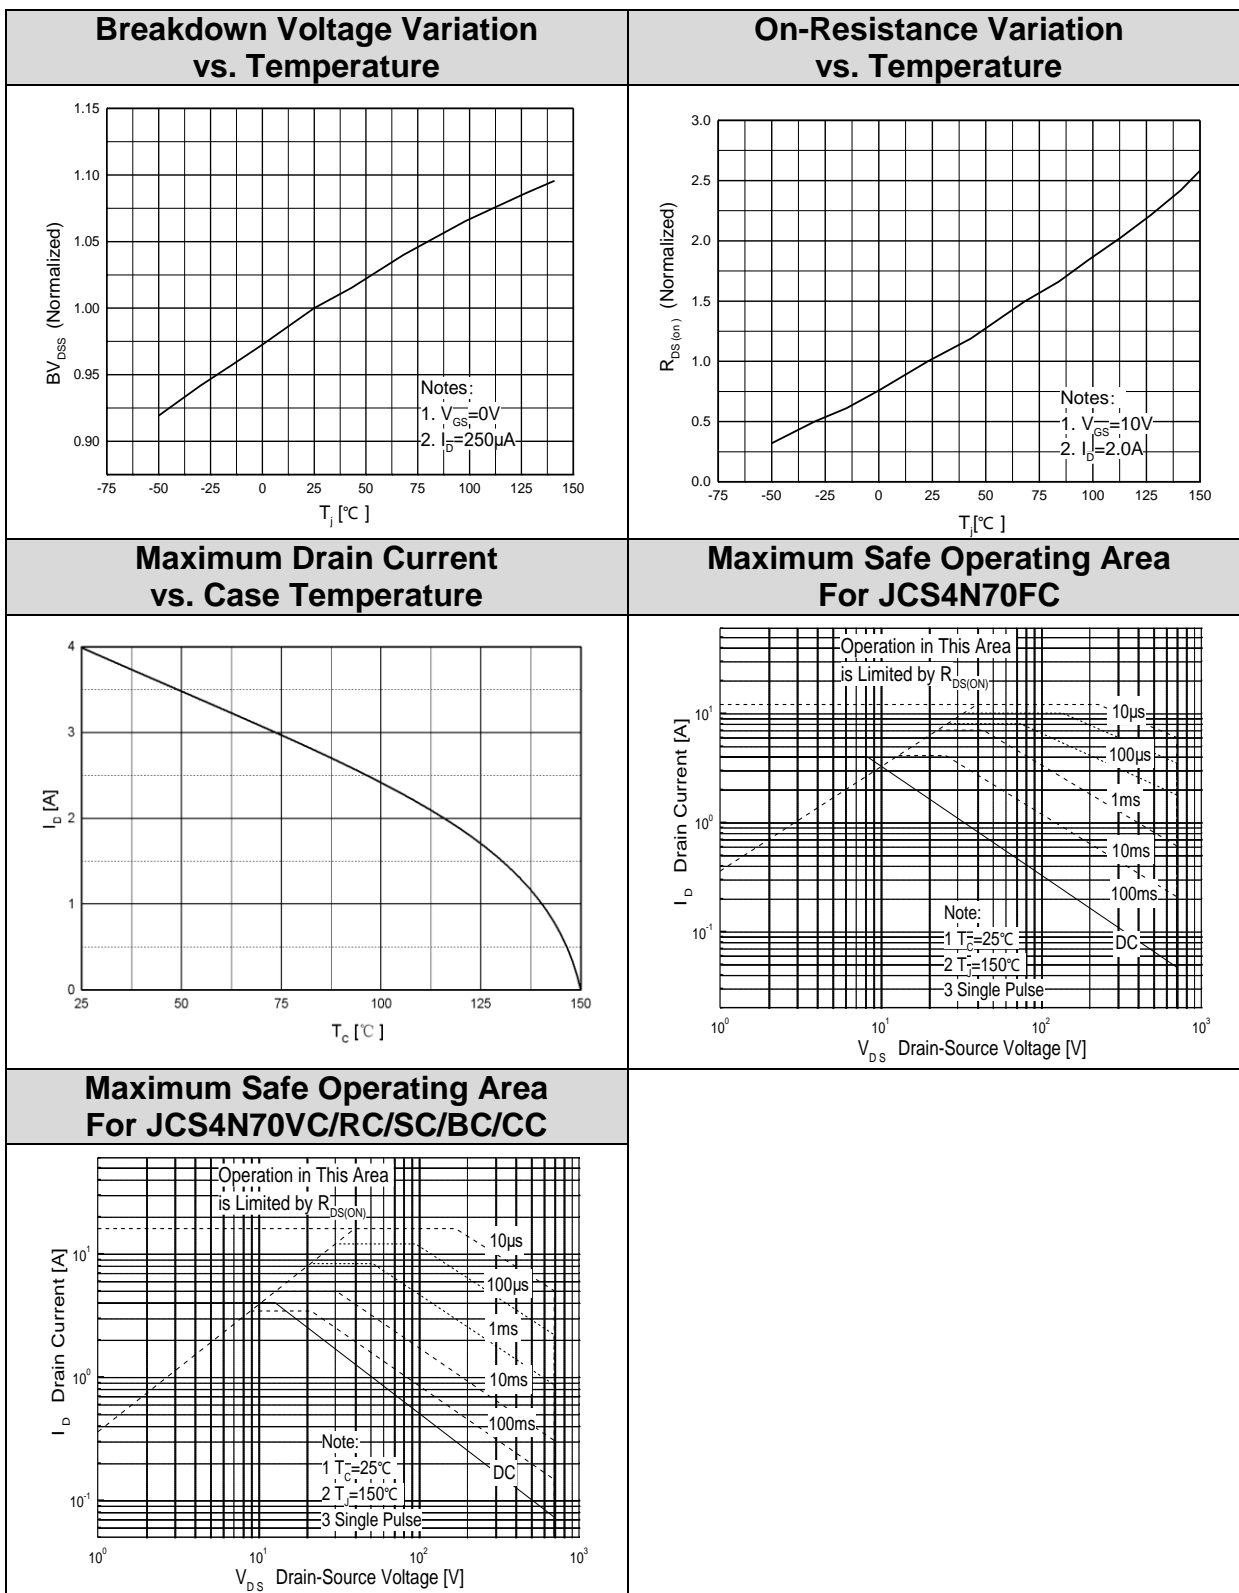 Breakdown Voltage Variation
vs. Temperature
On-Resistance Variation
vs. Temperature
1.15
1.10
1.05
1.00
0.95
0.90
BV DSS (Normalized)
Notes:
1. VGS=0V
2. ID=250μA
-75 -50 -25 0 25 50 75 100 125 150
Tj [℃ ]
3.0
2.5
2.0
1.5
1.0
0.5
0.0
R DS (on ) (Normalized)
Notes:
1. VGS=10V
2. ID=2.0A
-75 -50 -25 0 25 50 75 100 125 150
Tj[℃ ]
Maximum Drain Current
vs. Case Temperature
Maximum Safe Operating Area
For JCS4N70FC
4
3
2
1
0
ID [A]
25 50 75 100 125 150
TC [℃ ]
Operation in This Area
is Limited by RDS(ON)
10¹
10⁰
10⁻¹
ID Drain Current [A]
10μs
100μs
1ms
10ms
100ms
DC
Note:
1 TC=25℃
2 TJ=150℃
3 Single Pulse
10⁰ 10¹ 10² 10³
VDS Drain-Source Voltage [V]
Maximum Safe Operating Area
For JCS4N70VC/RC/SC/BC/CC
Operation in This Area
is Limited by RDS(ON)
10¹
10⁰
10⁻¹
ID Drain Current [A]
10μs
100μs
1ms
10ms
100ms
DC
Note:
1 TC=25℃
2 TJ=150℃
3 Single Pulse
10⁰ 10¹ 10² 10³
VDS Drain-Source Voltage [V]